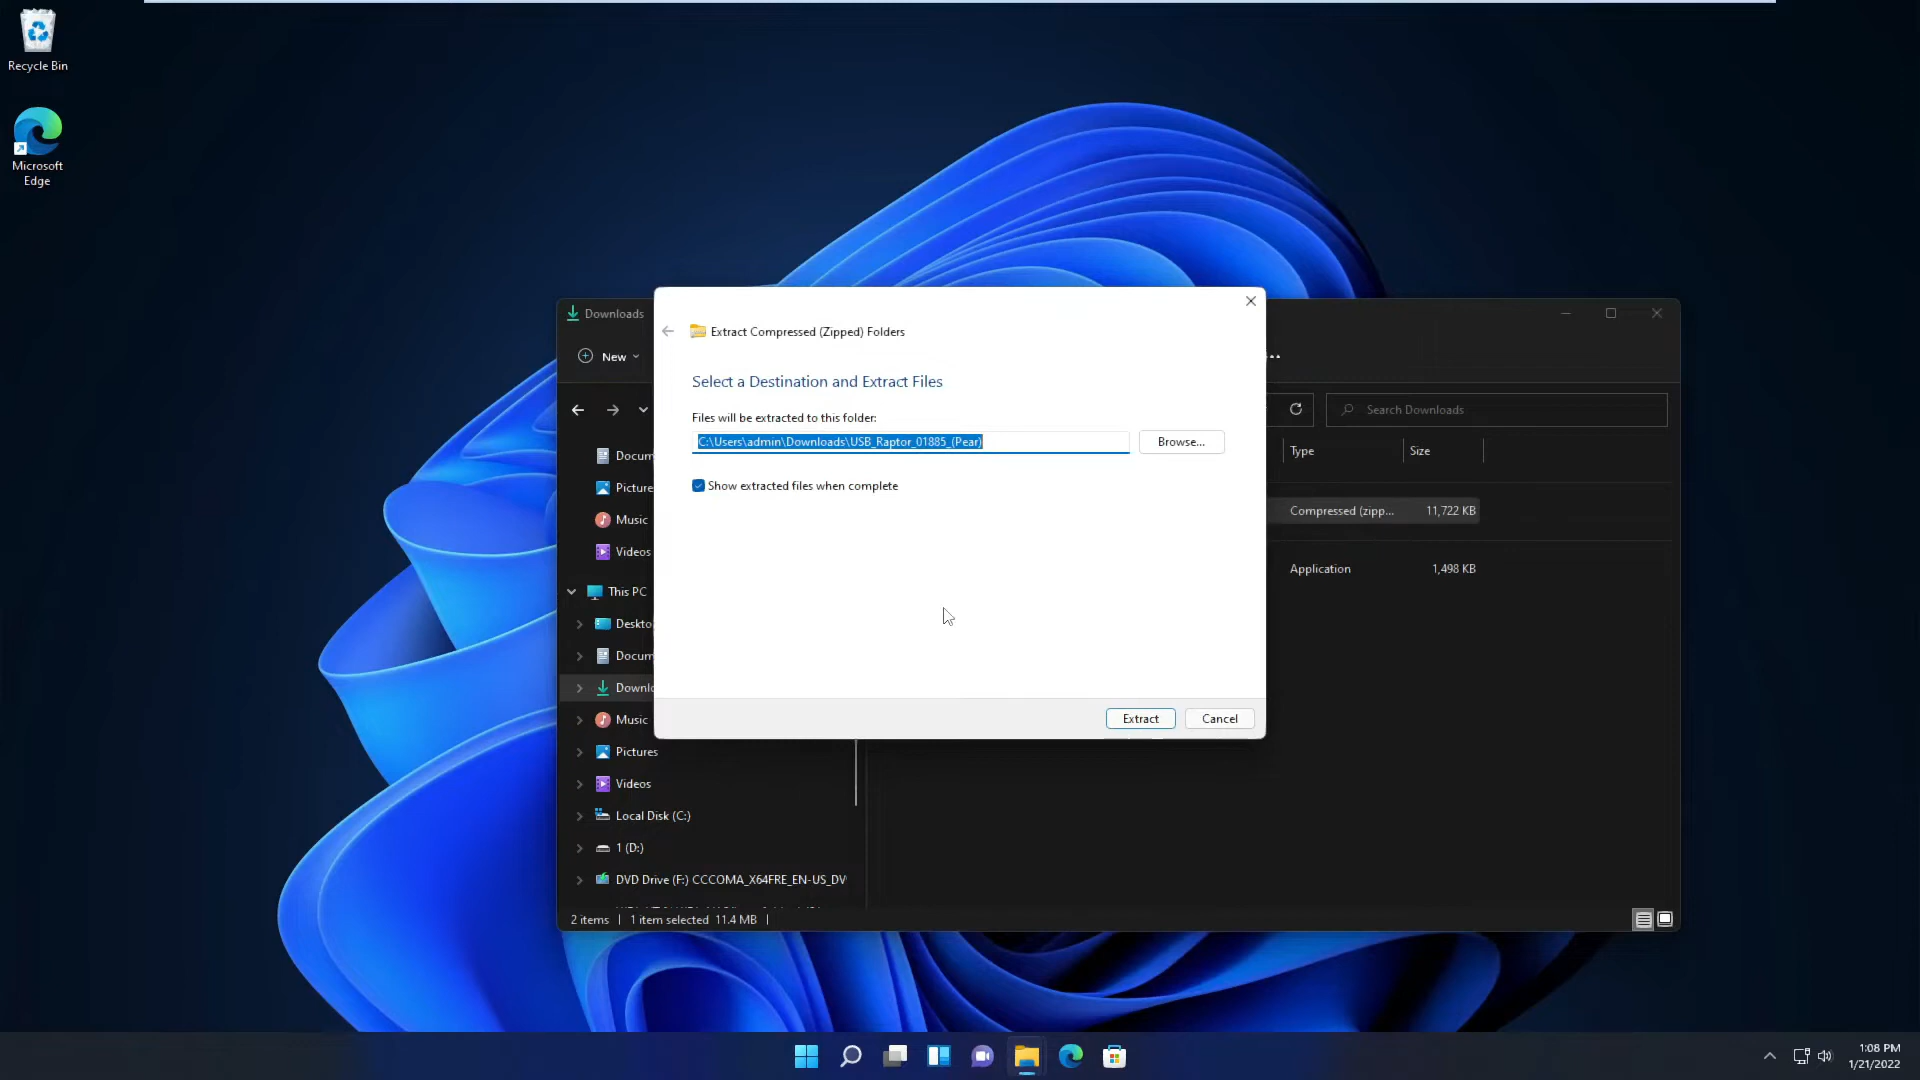 Recycle Bin
Microsoft
Edge
Downloads
New
Search Downloads
Type
Size
Compressed (zipp...
11,722 KB
Application
1,498 KB
Docum
Picture
Music
Videos
This PC
Deskto
Docum
Downlo
Music
Pictures
Videos
Local Disk (C:)
1 (D:)
DVD Drive (F:) CCCOMA_X64FRE_EN-US_DV
2 items
1 item selected 11.4 MB
Extract Compressed (Zipped) Folders
Select a Destination and Extract Files
Files will be extracted to this folder:
C:\Users\admin\Downloads\USB_Raptor_01885_(Pear)
Browse...
Show extracted files when complete
Extract
Cancel
1:08 PM
1/21/2022